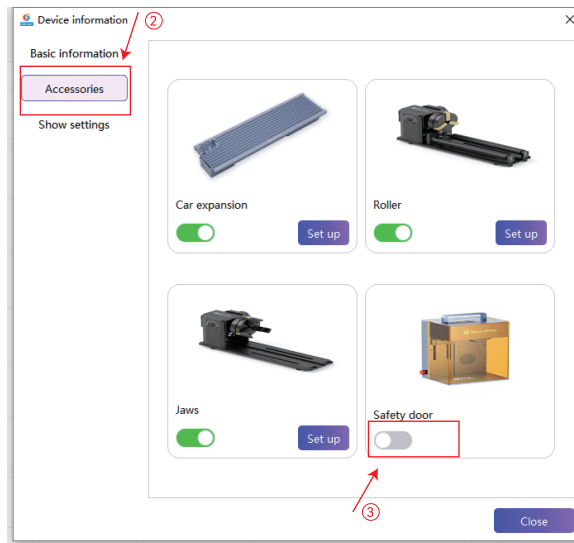 Device information
②
Basic information
Accessories
Show settings
Car expansion
Set up
Roller
Set up
Jaws
Set up
Safety door
③
Close